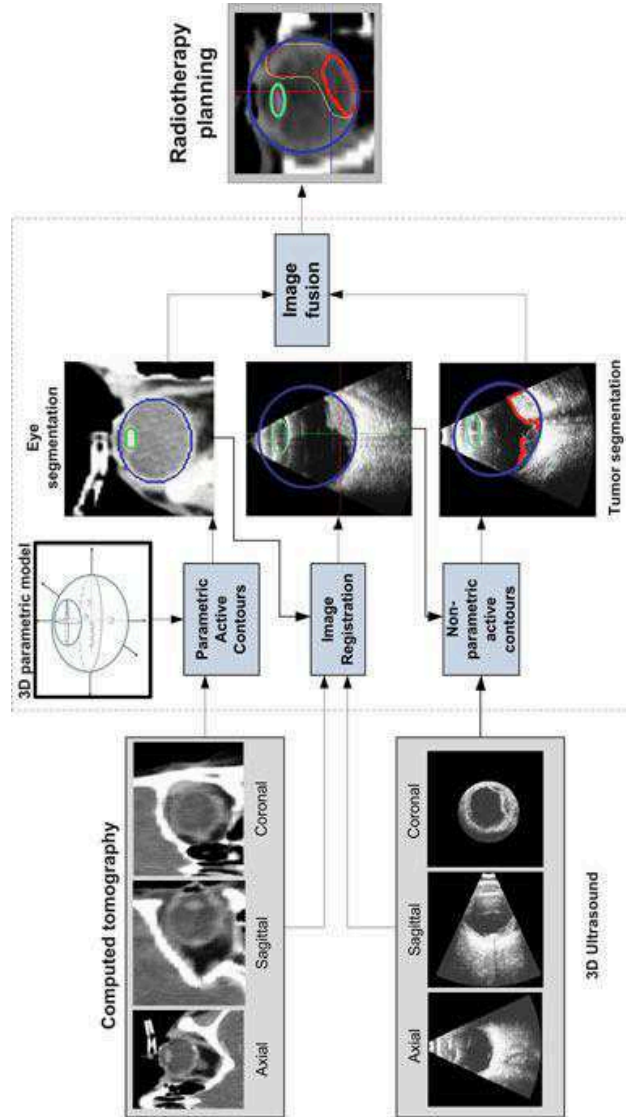 Computed tomography
Axial
Sagittal
Coronal
3D Ultrasound
Axial
Sagittal
Coronal
3D parametric model
Parametric
Active
Contours
Image
Registration
Non-
parametric
active
contours
Eye
segmentation
Tumor segmentation
Image
fusion
Radiotherapy
planning